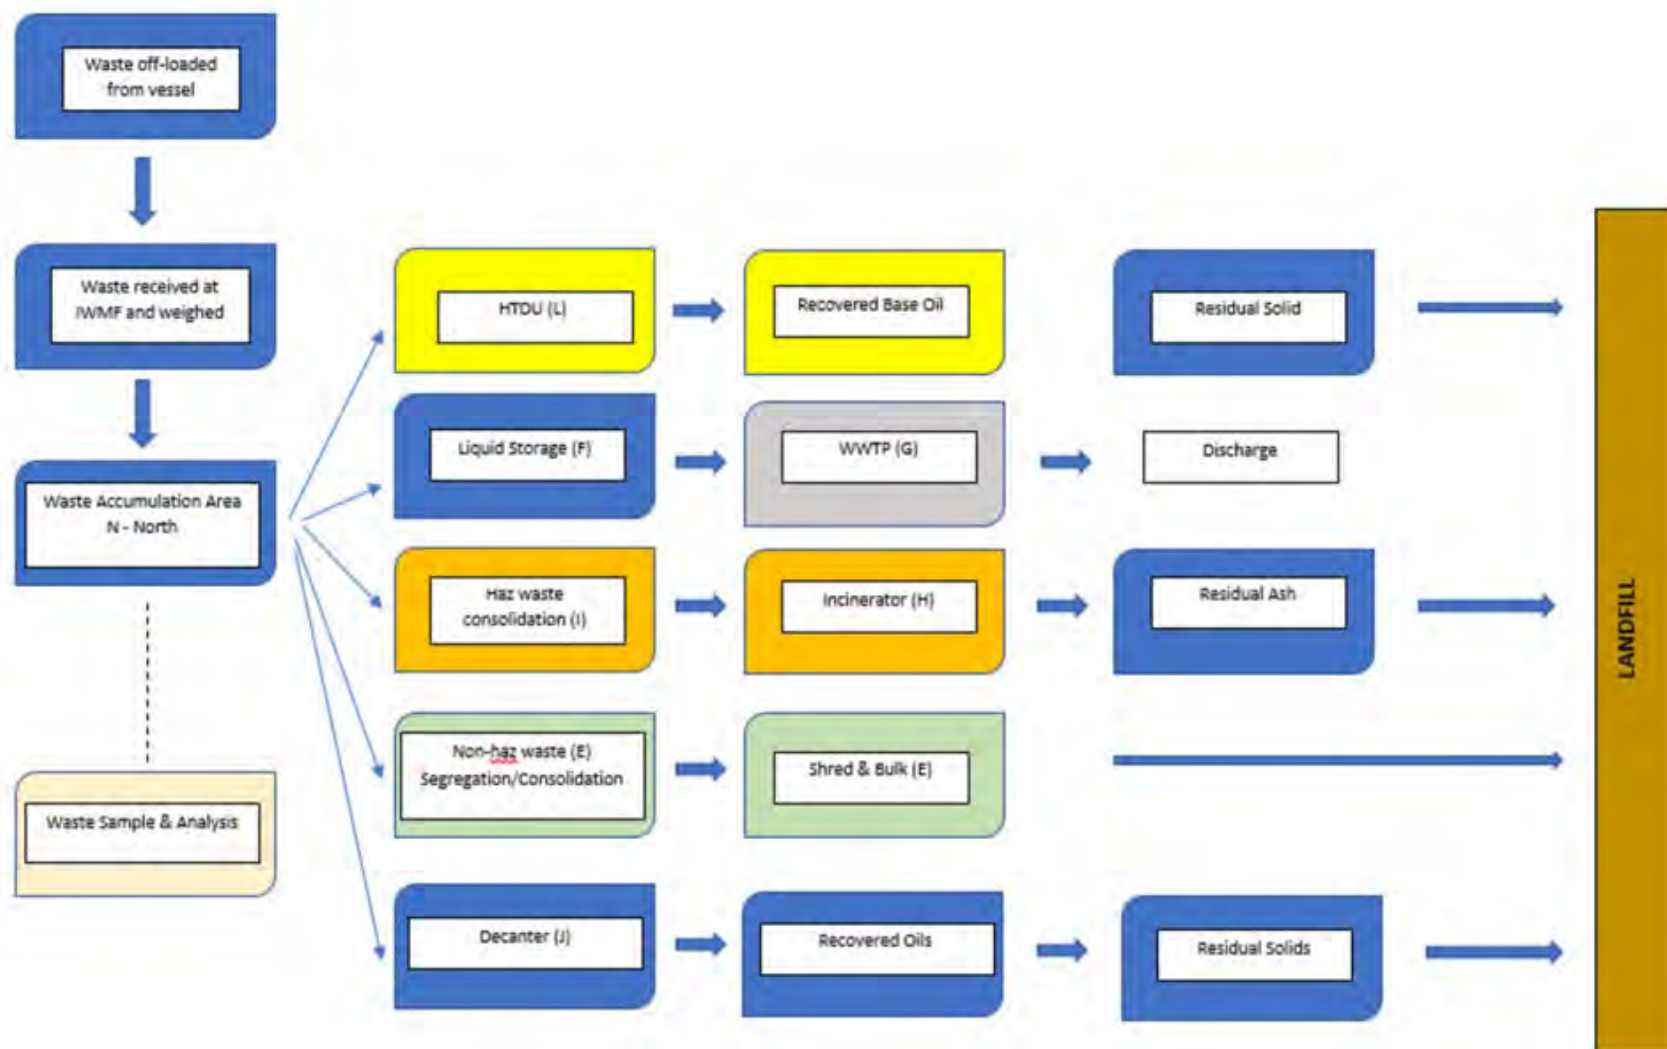 Waste off-loaded
from vessel
Waste received at
IWMF and weighed
Waste Accumulation Area
N - North
Waste Sample & Analysis
HTDU (L)
Recovered Base Oil
Residual Solid
Liquid Storage (F)
WWTP (G)
Discharge
Haz waste
consolidation (I)
Incinerator (H)
Residual Ash
Non-haz waste (E)
Segregation/Consolidation
Shred & Bulk (E)
Decanter (J)
Recovered Oils
Residual Solids
LANDFILL